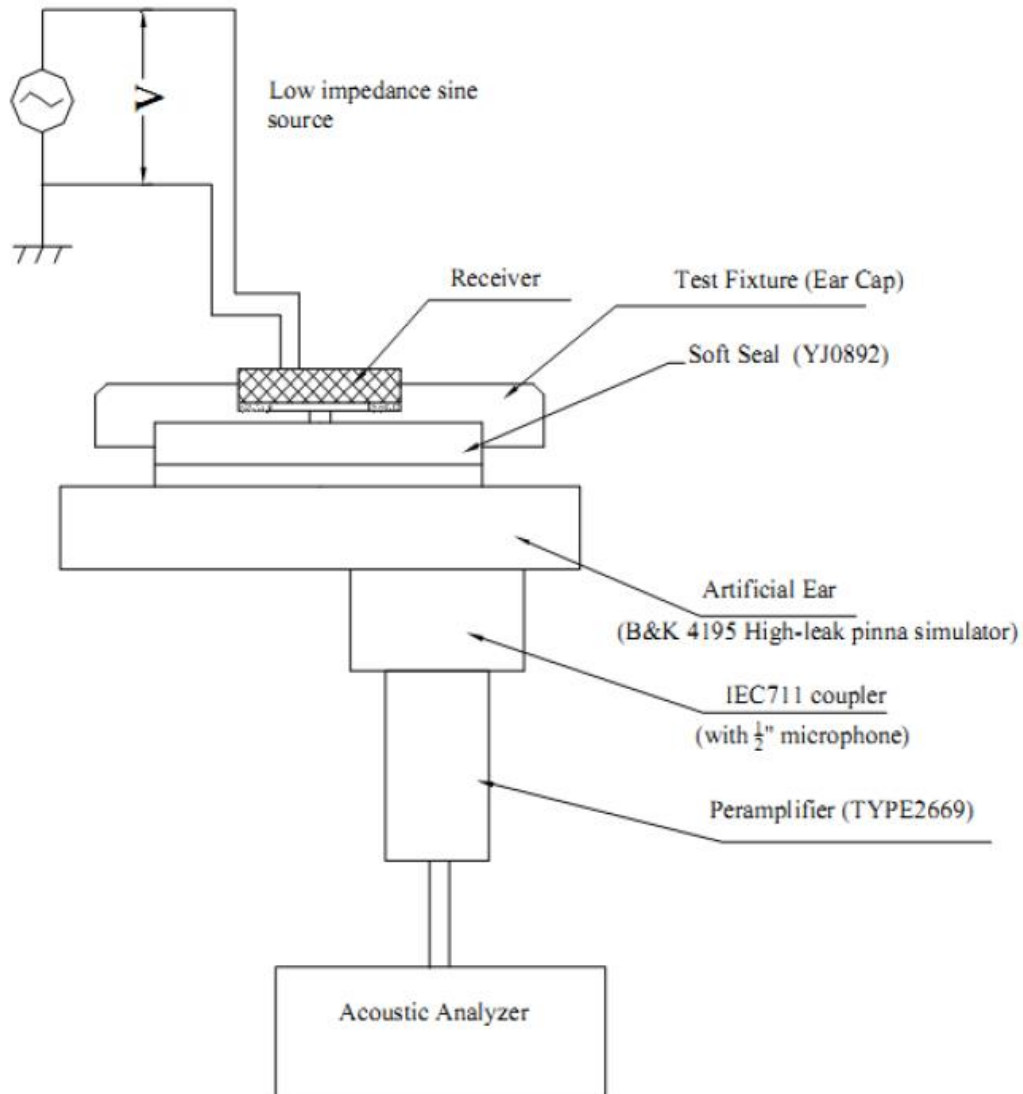 V
Low impedance sine
source
Receiver
Test Fixture (Ear Cap)
Soft Seal (YJ0892)
Artificial Ear
(B&K 4195 High-leak pinna simulator)
IEC711 coupler
(with ½" microphone)
Peramplifier (TYPE2669)
Acoustic Analyzer